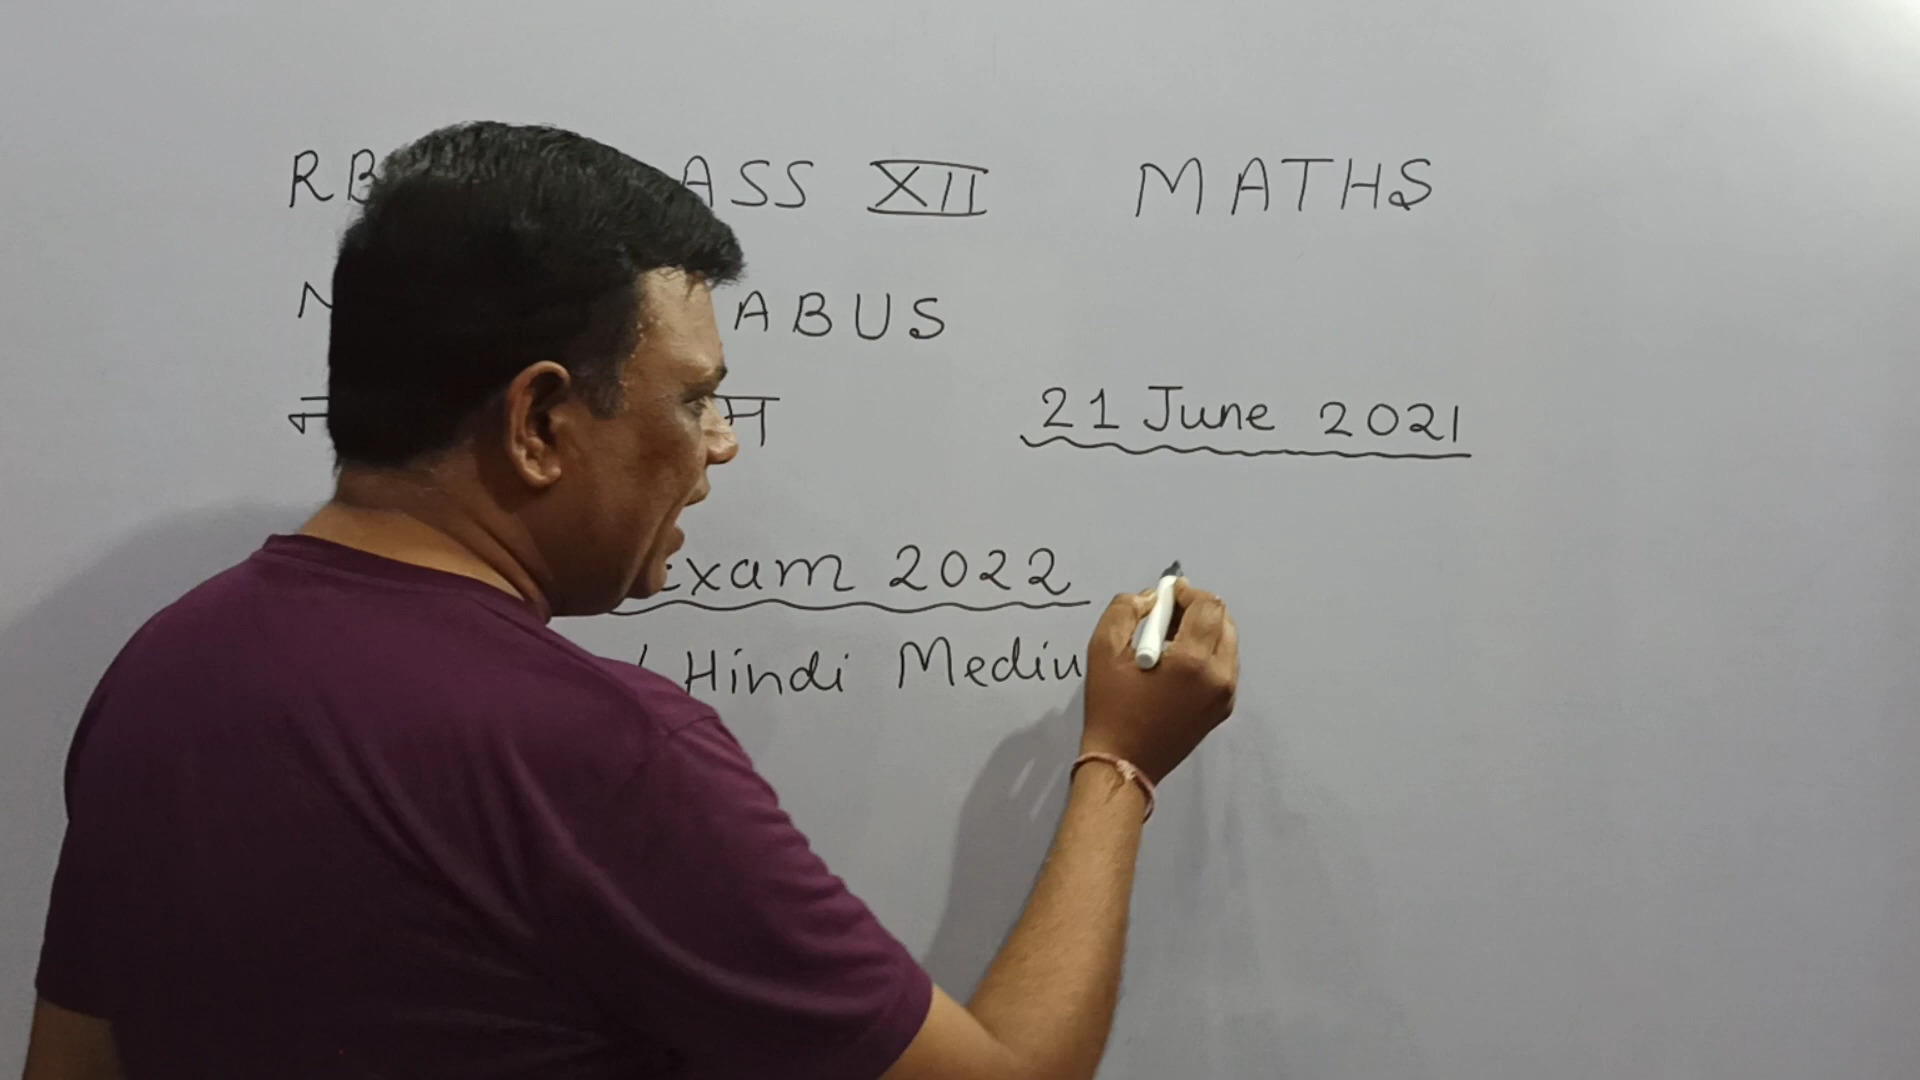 RB ASS XII MATHS
N ABUS
म 21 June 2021
Exam 2022
/ Hindi Mediu